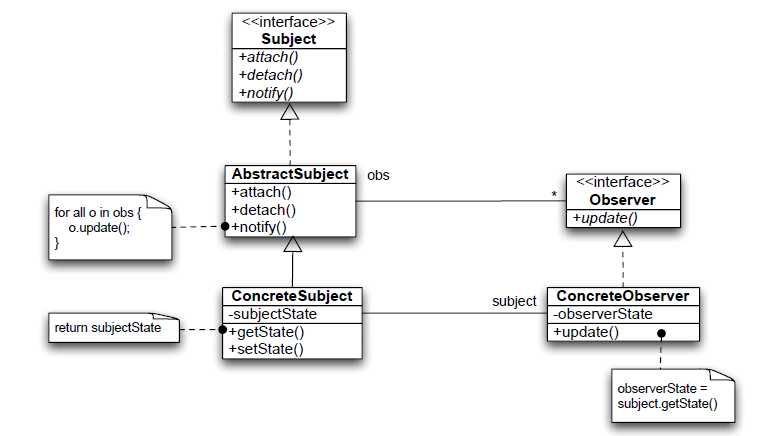 <<interface>>
Subject
+attach()
+detach()
+notify()
AbstractSubject
+attach()
+detach()
+notify()
obs
*
<<interface>>
Observer
+update()
for all o in obs {
o.update();
}
ConcreteSubject
-subjectState
+getState()
+setState()
subject
ConcreteObserver
-observerState
+update()
return subjectState
observerState =
subject.getState()